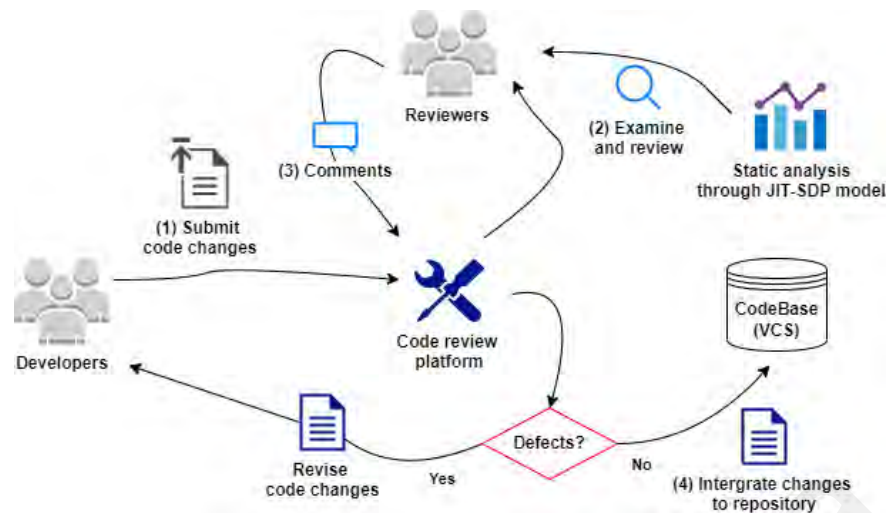 Reviewers
(2) Examine
and review
Static analysis
through JIT-SDP model
(3) Comments
(1) Submit
code changes
Developers
Code review
platform
CodeBase
(VCS)
Defects?
Yes
No
Revise
code changes
(4) Intergrate changes
to repository